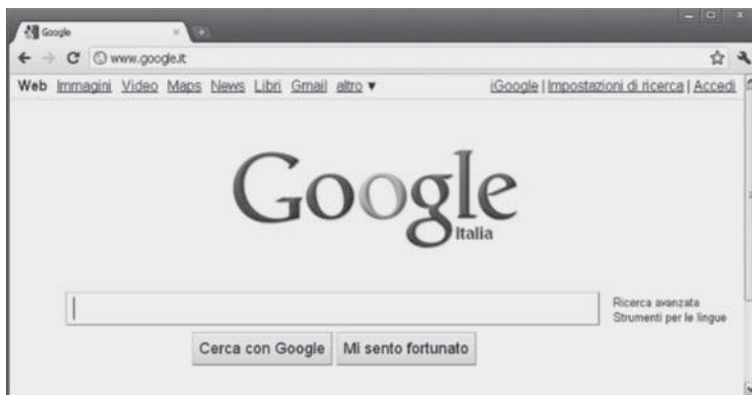 Google
www.google.it
Web Immagini Video Maps News Libri Gmail altro ▼ iGoogle | Impostazioni di ricerca | Accedi
Google
Italia
Ricerca avanzata
Strumenti per le lingue
Cerca con Google Mi sento fortunato